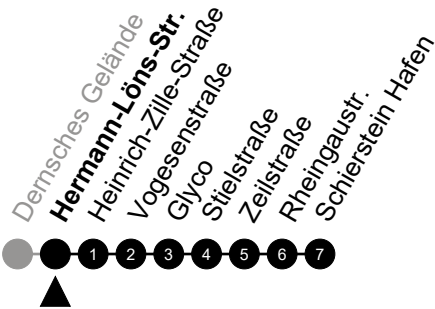 Dernsches Gelände
Hermann-Löns-Str.
Heinrich-Zille-Straße
Vogesenstraße
Glyco
Stielstraße
Zeilstraße
Rheingaustr.
Schierstein Hafen
1 2 3 4 5 6 7